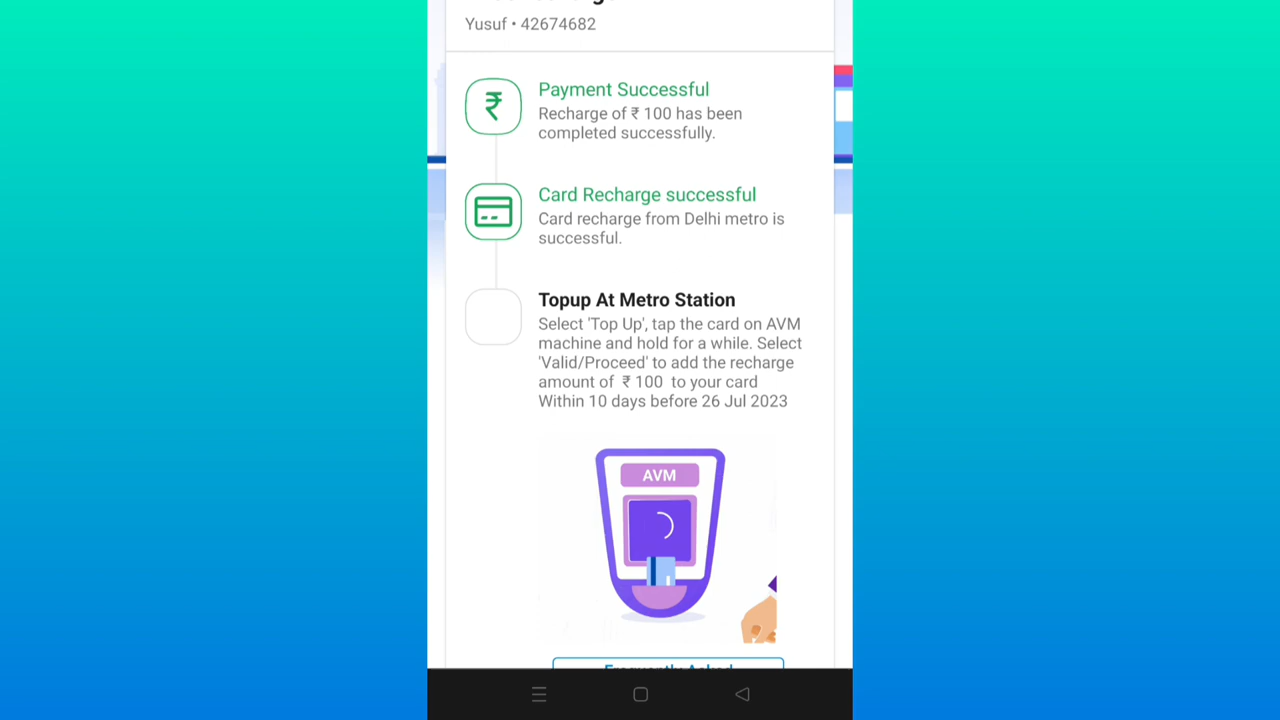 Yusuf • 42674682
Payment Successful
Recharge of ₹ 100 has been
completed successfully.
Card Recharge successful
Card recharge from Delhi metro is
successful.
Topup At Metro Station
Select 'Top Up', tap the card on AVM
machine and hold for a while. Select
'Valid/Proceed' to add the recharge
amount of ₹ 100 to your card
Within 10 days before 26 Jul 2023
AVM
Frequently Asked